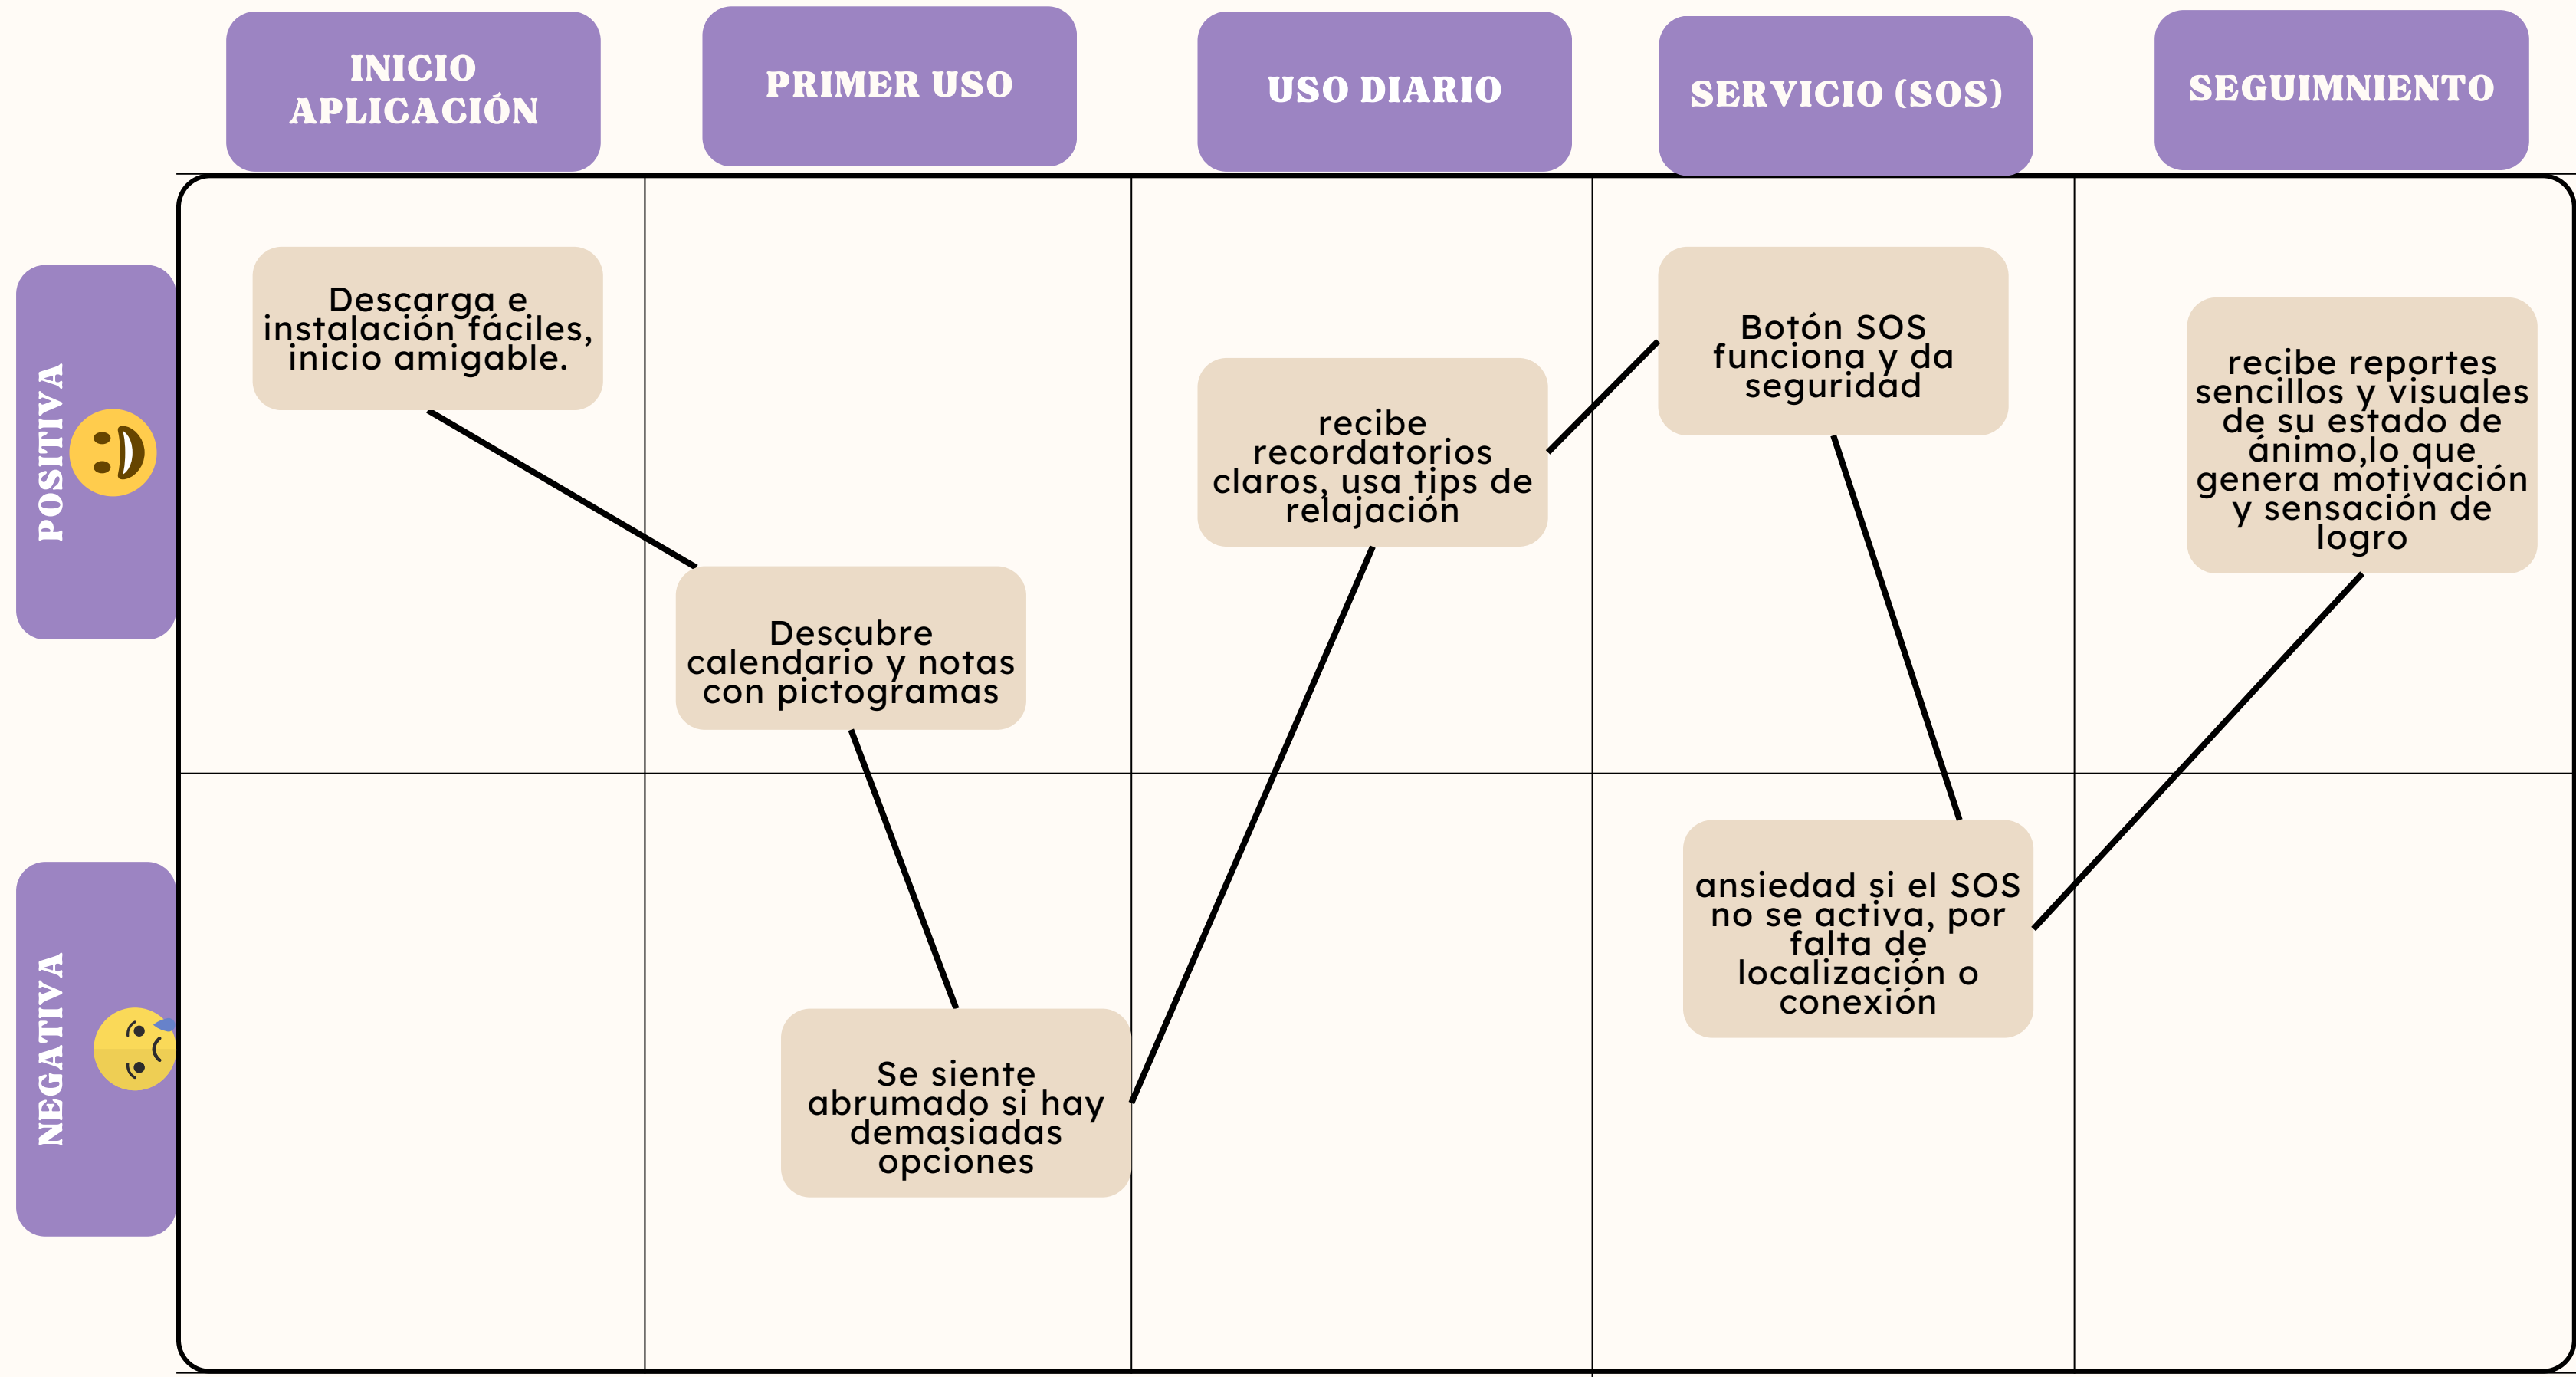 INICIO
APLICACIÓN
PRIMER USO
USO DIARIO
SERVICIO (SOS)
SEGUIMNIENTO
POSITIVA
Descarga e
instalación fáciles,
inicio amigable.
Descubre
calendario y notas
con pictogramas
recibe
recordatorios
claros, usa tips de
relajación
Botón SOS
funciona y da
seguridad
recibe reportes
sencillos y visuales
de su estado de
ánimo,lo que
genera motivación
y sensación de
logro
NEGATIVA
Se siente
abrumado si hay
demasiadas
opciones
ansiedad si el SOS
no se activa, por
falta de
localización o
conexión